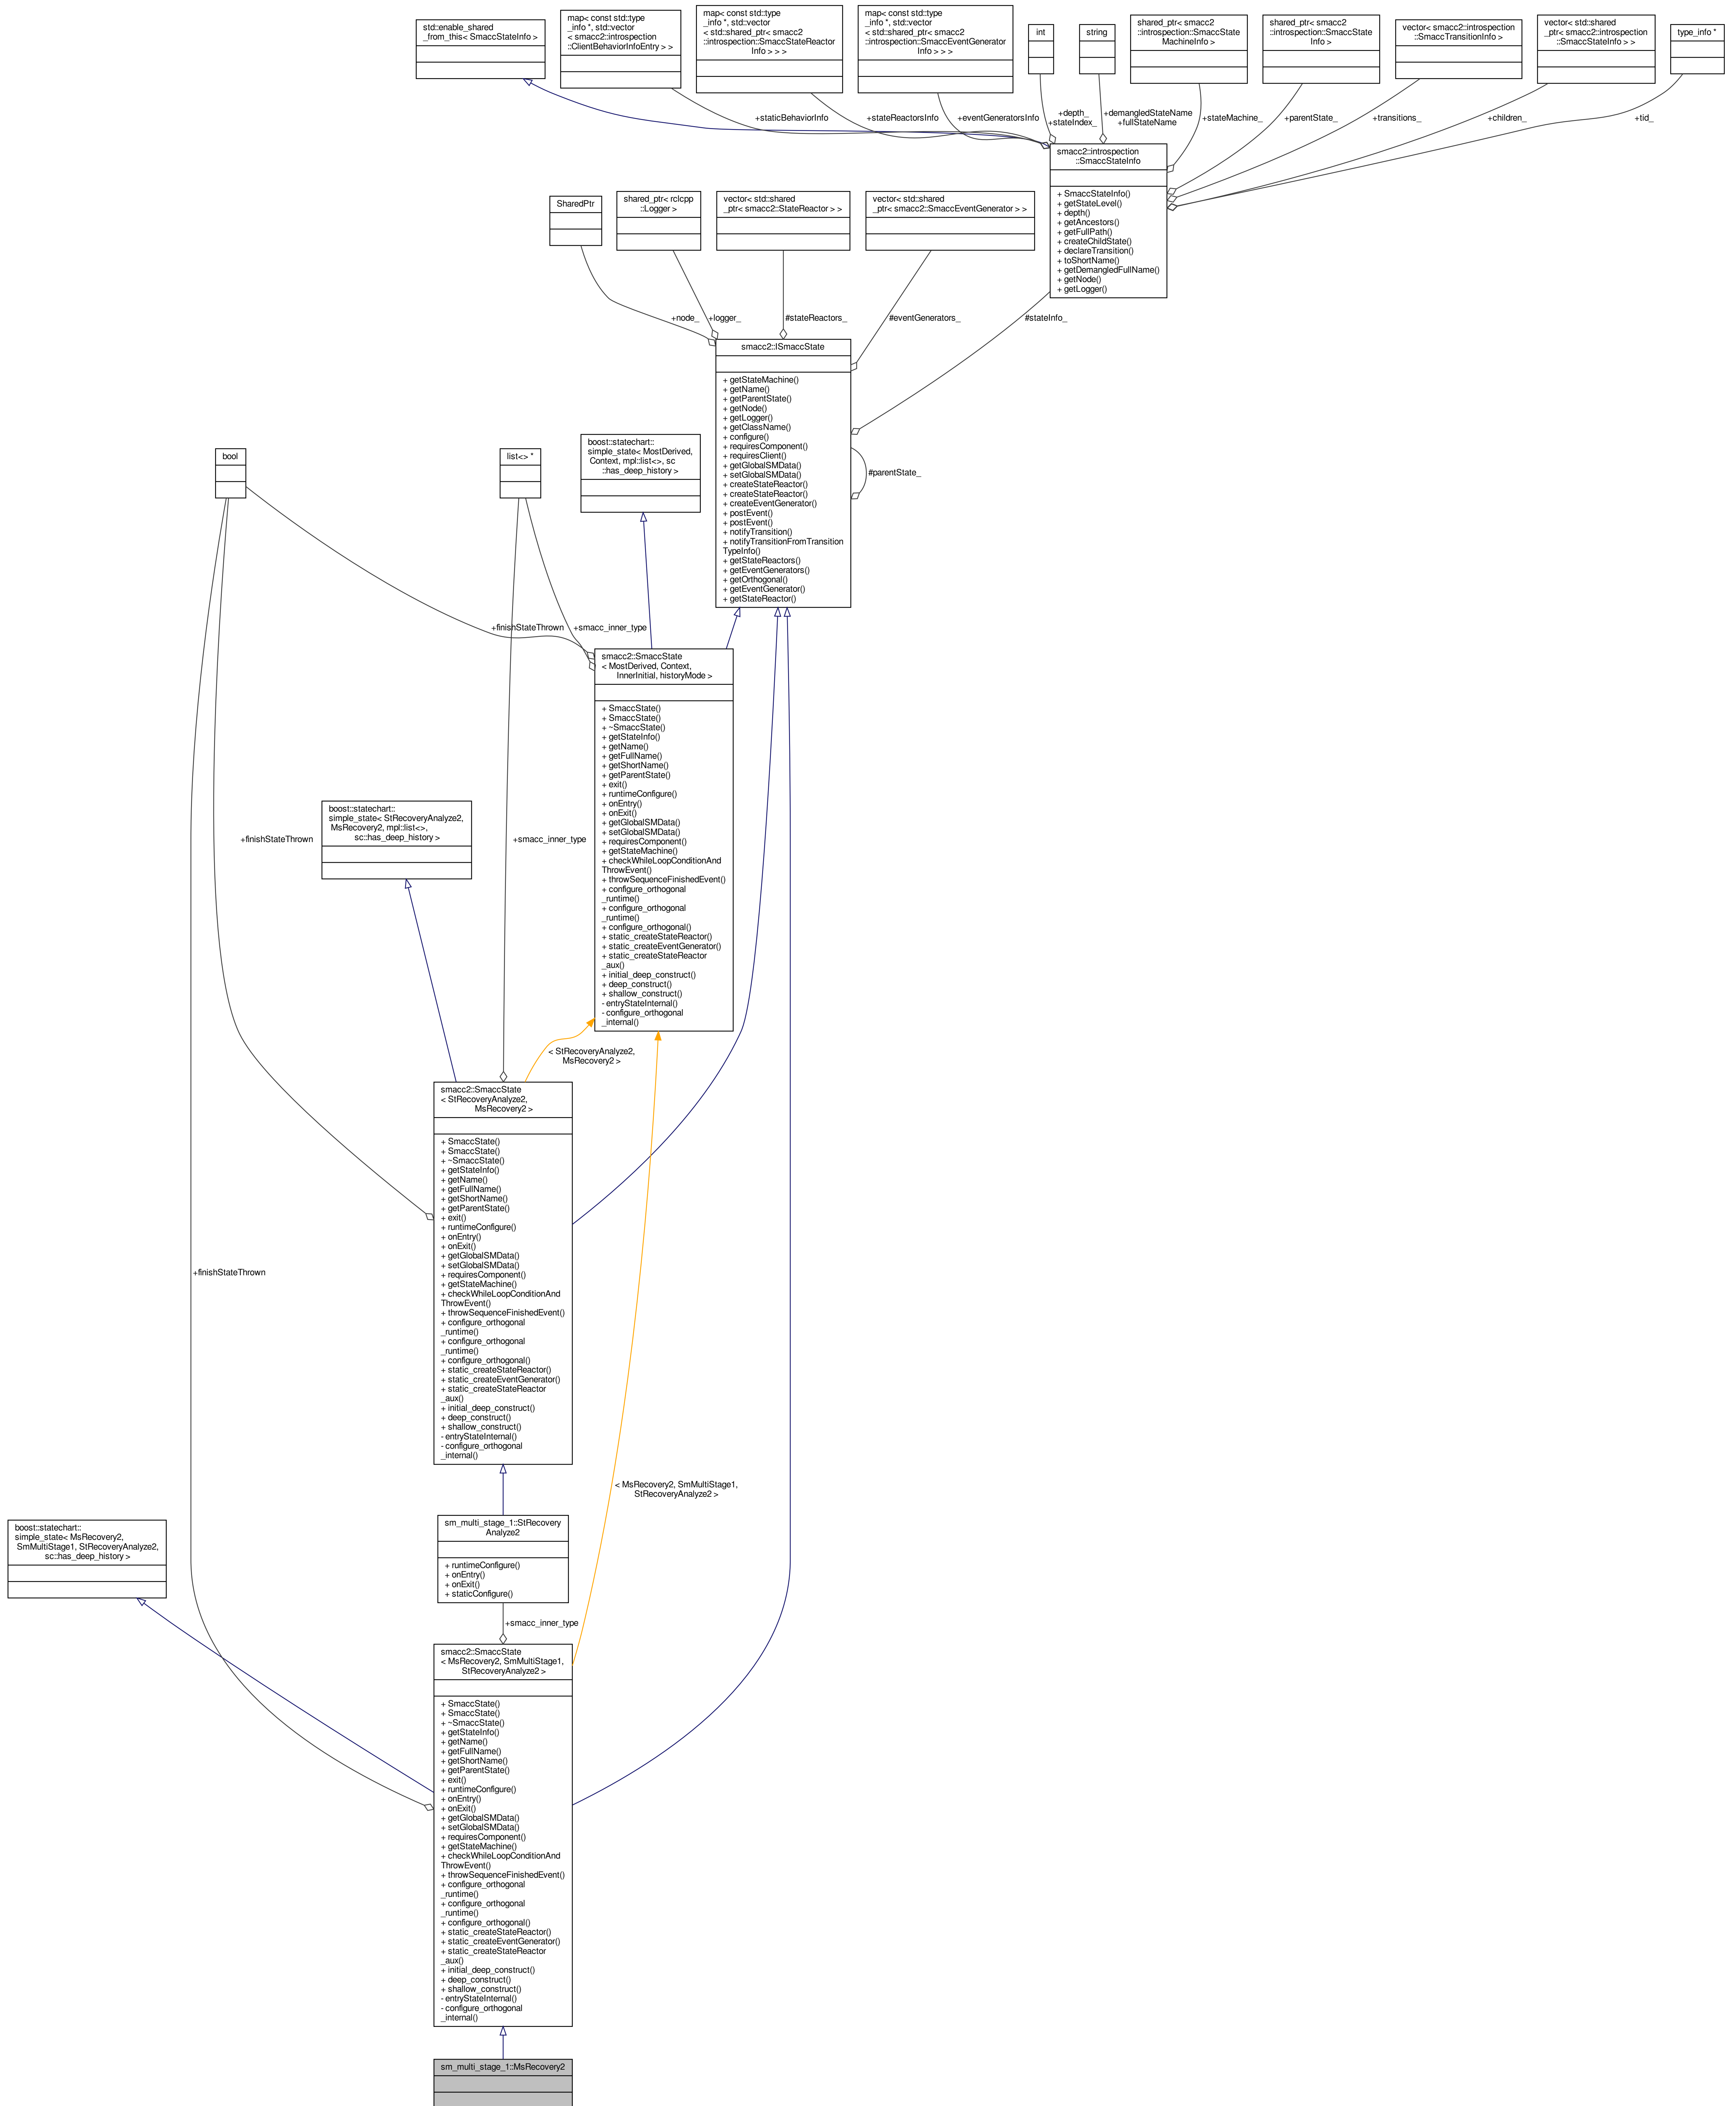 std::enable_shared
_from_this< Smacc::StateInfo >
map< const std::type
_info *, std::vector
< smacc2::introspection
::ClientBehaviorInfoEntry > >
map< const std::type
_info *, std::vector
< std::shared_ptr< smacc2
::introspection::SmaccStateReactor
Info > > >
map< const std::type
_info *, std::vector
< std::shared_ptr< smacc2
::introspection::SmaccEventGenerator
Info > > >
int
string
shared_ptr< smacc2
::introspection::SmaccState
MachineInfo >
shared_ptr< smacc2
::introspection::SmaccState
Info >
vector< smacc2::introspection
::SmaccTransitionInfo >
vector< std::shared
_ptr< smacc2::introspection
::SmaccStateInfo > >
type_info *
+staticBehaviorInfo
+stateReactorsInfo
+eventGeneratorsInfo
+depth_
+stateIndex_
+demangledStateName
+fullStateName
+stateMachine_
+parentState_
+transitions_
+children_
+tid_
smacc2::introspection
::SmaccStateInfo
+ SmaccStateInfo()
+ getStateLevel()
+ depth()
+ getAncestors()
+ getFullPath()
+ createChildState()
+ declareTransition()
+ toShortName()
+ getDemangledFullName()
+ getNode()
+ getLogger()
SharedPtr
shared_ptr< rclcpp
::Logger >
vector< std::shared
_ptr< smacc2::StateReactor > >
vector< std::shared
_ptr< smacc2::SmaccEventGenerator > >
+node_
+logger_
#stateReactors_
#eventGenerators_
#stateInfo_
smacc2::ISmaccState
+ getStateMachine()
+ getName()
+ getParentState()
+ getNode()
+ getLogger()
+ getClassName()
+ configure()
+ requiresComponent()
+ requiresClient()
+ getGlobalSMData()
+ setGlobalSMData()
+ createStateReactor()
+ createStateReactor()
+ createEventGenerator()
+ postEvent()
+ postEvent()
+ notifyTransition()
+ notifyTransitionFromTransition
TypeInfo()
+ getStateReactors()
+ getEventGenerators()
+ getOrthogonal()
+ getEventGenerator()
+ getStateReactor()
#parentState_
bool
list<> *
boost::statechart::
simple_state< MostDerived,
Context, mpl::list<>, sc
::has_deep_history >
+finishStateThrown
+smacc_inner_type
smacc2::SmaccState
< MostDerived, Context,
InnerInitial, historyMode >
+ SmaccState()
+ SmaccState()
+ ~SmaccState()
+ getStateInfo()
+ getName()
+ getFullName()
+ getShortName()
+ getParentState()
+ exit()
+ runtimeConfigure()
+ onEntry()
+ onExit()
+ getGlobalSMData()
+ setGlobalSMData()
+ requiresComponent()
+ getStateMachine()
+ checkWhileLoopConditionAnd
ThrowEvent()
+ throwSequenceFinishedEvent()
+ configure_orthogonal
_runtime()
+ configure_orthogonal
_runtime()
+ configure_orthogonal()
+ static_createStateReactor()
+ static_createEventGenerator()
+ static_createStateReactor
_aux()
+ initial_deep_construct()
+ deep_construct()
+ shallow_construct()
- entryStateInternal()
- configure_orthogonal
_internal()
boost::statechart::
simple_state< StRecoveryAnalyze2,
MsRecovery2, mpl::list<>,
sc::has_deep_history >
+finishStateThrown
+smacc_inner_type
< StRecoveryAnalyze2,
MsRecovery2 >
smacc2::SmaccState
< StRecoveryAnalyze2,
MsRecovery2 >
+ SmaccState()
+ SmaccState()
+ ~SmaccState()
+ getStateInfo()
+ getName()
+ getFullName()
+ getShortName()
+ getParentState()
+ exit()
+ runtimeConfigure()
+ onEntry()
+ onExit()
+ getGlobalSMData()
+ setGlobalSMData()
+ requiresComponent()
+ getStateMachine()
+ checkWhileLoopConditionAnd
ThrowEvent()
+ throwSequenceFinishedEvent()
+ configure_orthogonal
_runtime()
+ configure_orthogonal
_runtime()
+ configure_orthogonal()
+ static_createStateReactor()
+ static_createEventGenerator()
+ static_createStateReactor
_aux()
+ initial_deep_construct()
+ deep_construct()
+ shallow_construct()
- entryStateInternal()
- configure_orthogonal
_internal()
+finishStateThrown
< MsRecovery2, SmMultiStage1,
StRecoveryAnalyze2 >
boost::statechart::
simple_state< MsRecovery2,
SmMultiStage1, StRecoveryAnalyze2,
sc::has_deep_history >
sm_multi_stage_1::StRecovery
Analyze2
+ runtimeConfigure()
+ onEntry()
+ onExit()
+ staticConfigure()
+smacc_inner_type
smacc2::SmaccState
< MsRecovery2, SmMultiStage1,
StRecoveryAnalyze2 >
+ SmaccState()
+ SmaccState()
+ ~SmaccState()
+ getStateInfo()
+ getName()
+ getFullName()
+ getShortName()
+ getParentState()
+ exit()
+ runtimeConfigure()
+ onEntry()
+ onExit()
+ getGlobalSMData()
+ setGlobalSMData()
+ requiresComponent()
+ getStateMachine()
+ checkWhileLoopConditionAnd
ThrowEvent()
+ throwSequenceFinishedEvent()
+ configure_orthogonal
_runtime()
+ configure_orthogonal
_runtime()
+ configure_orthogonal()
+ static_createStateReactor()
+ static_createEventGenerator()
+ static_createStateReactor
_aux()
+ initial_deep_construct()
+ deep_construct()
+ shallow_construct()
- entryStateInternal()
- configure_orthogonal
_internal()
sm_multi_stage_1::MsRecovery2